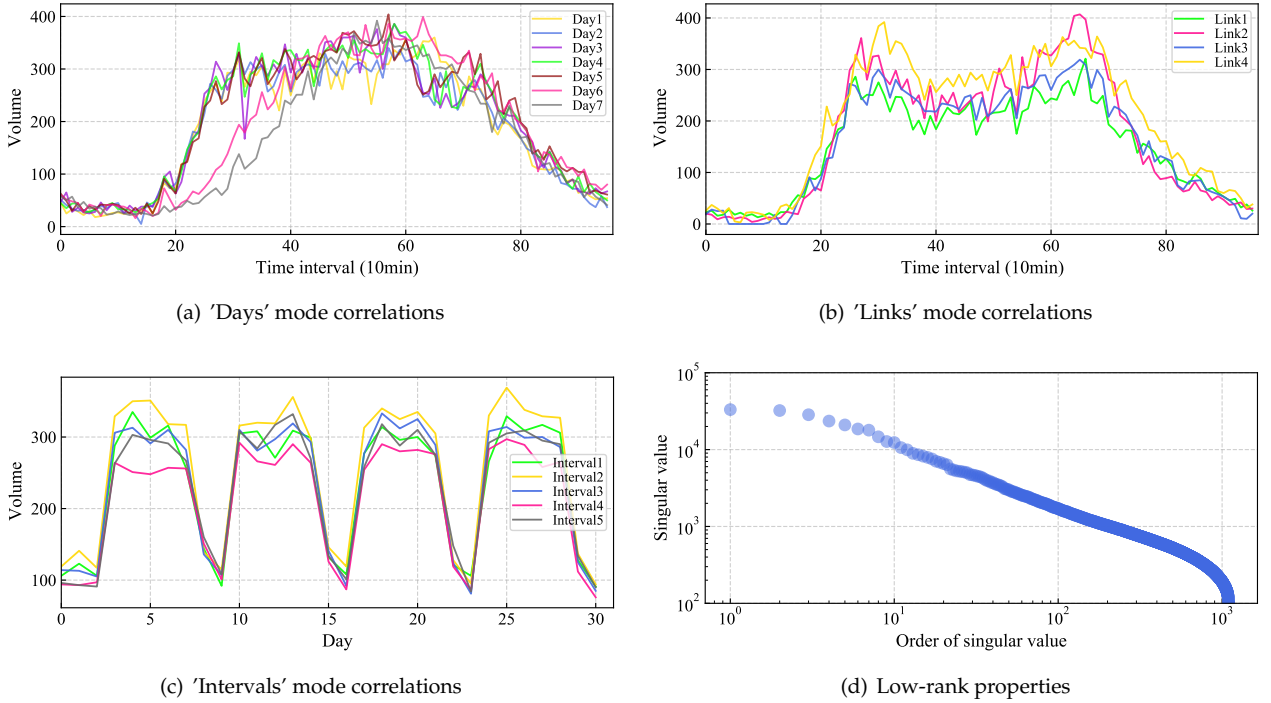 400
300
200
100
0
Volume
0
20
40
60
80
Time interval (10min)
Day1
Day2
Day3
Day4
Day5
Day6
Day7
(a) 'Days' mode correlations
400
300
200
100
0
Volume
0
20
40
60
80
Time interval (10min)
Link1
Link2
Link3
Link4
(b) 'Links' mode correlations
300
200
100
Volume
0
5
10
15
20
25
30
Day
Interval1
Interval2
Interval3
Interval4
Interval5
(c) 'Intervals' mode correlations
10^5
10^4
10^3
10^2
Singular value
10^0
10^1
10^2
10^3
Order of singular value
(d) Low-rank properties